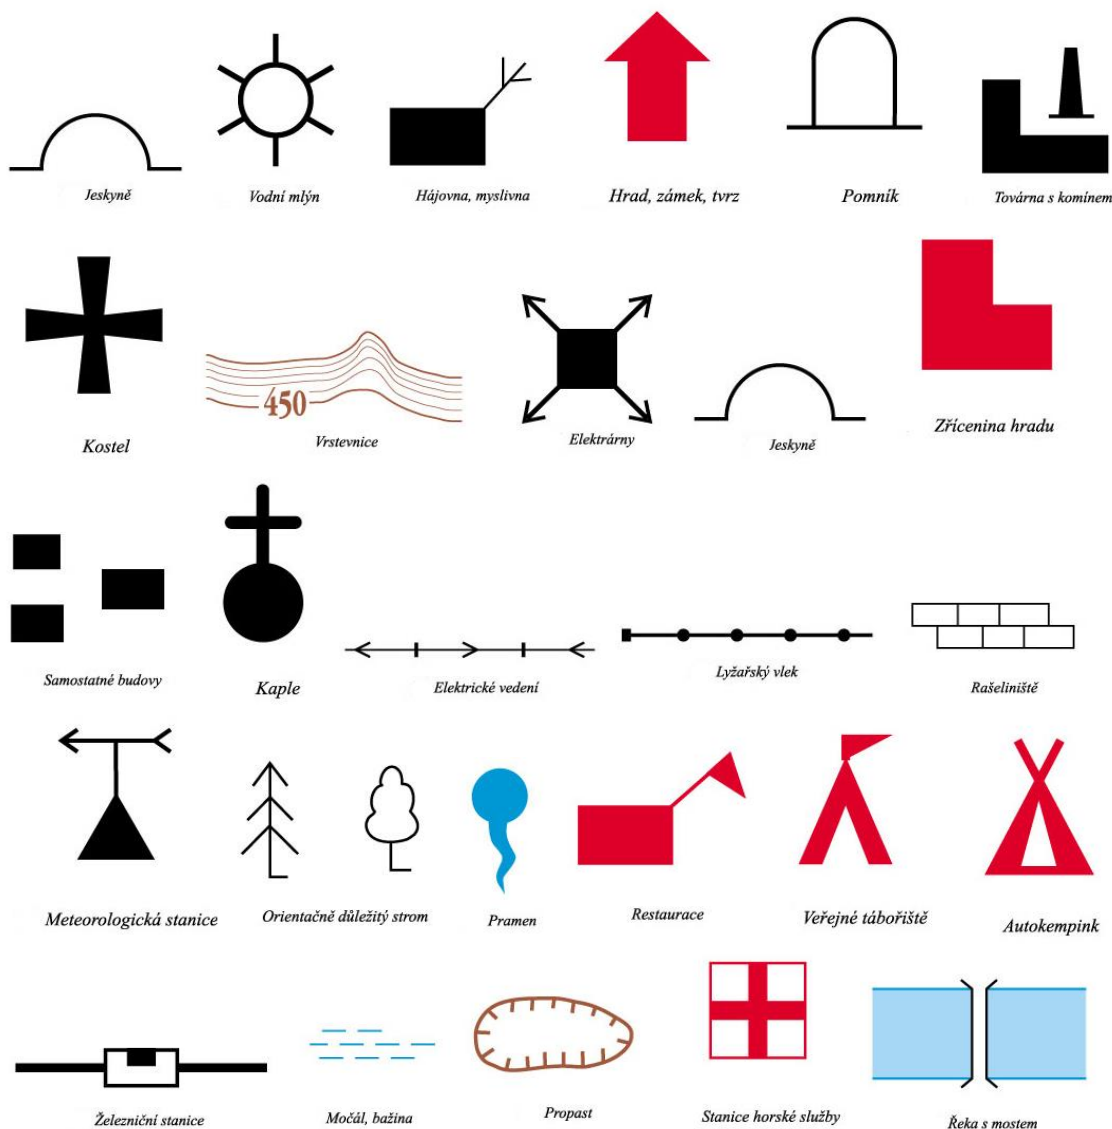 Jeskyně
Vodní mlýn
Hájovna, myslivna
Hrad, zámek, tvrz
Pomník
Továrna s komínem
Kostel
450
Vrstevnice
Elektrárny
Jeskyně
Zřícenina hradu
Samostatné budovy
Kaple
Elektrické vedení
Lyžařský vlek
Rašeliniště
Meteorologická stanice
Orientačně důležitý strom
Pramen
Restaurace
Veřejné tábořiště
Autokempink
Železniční stanice
Močál, bažina
Propast
Stanice horské služby
Řeka s mostem